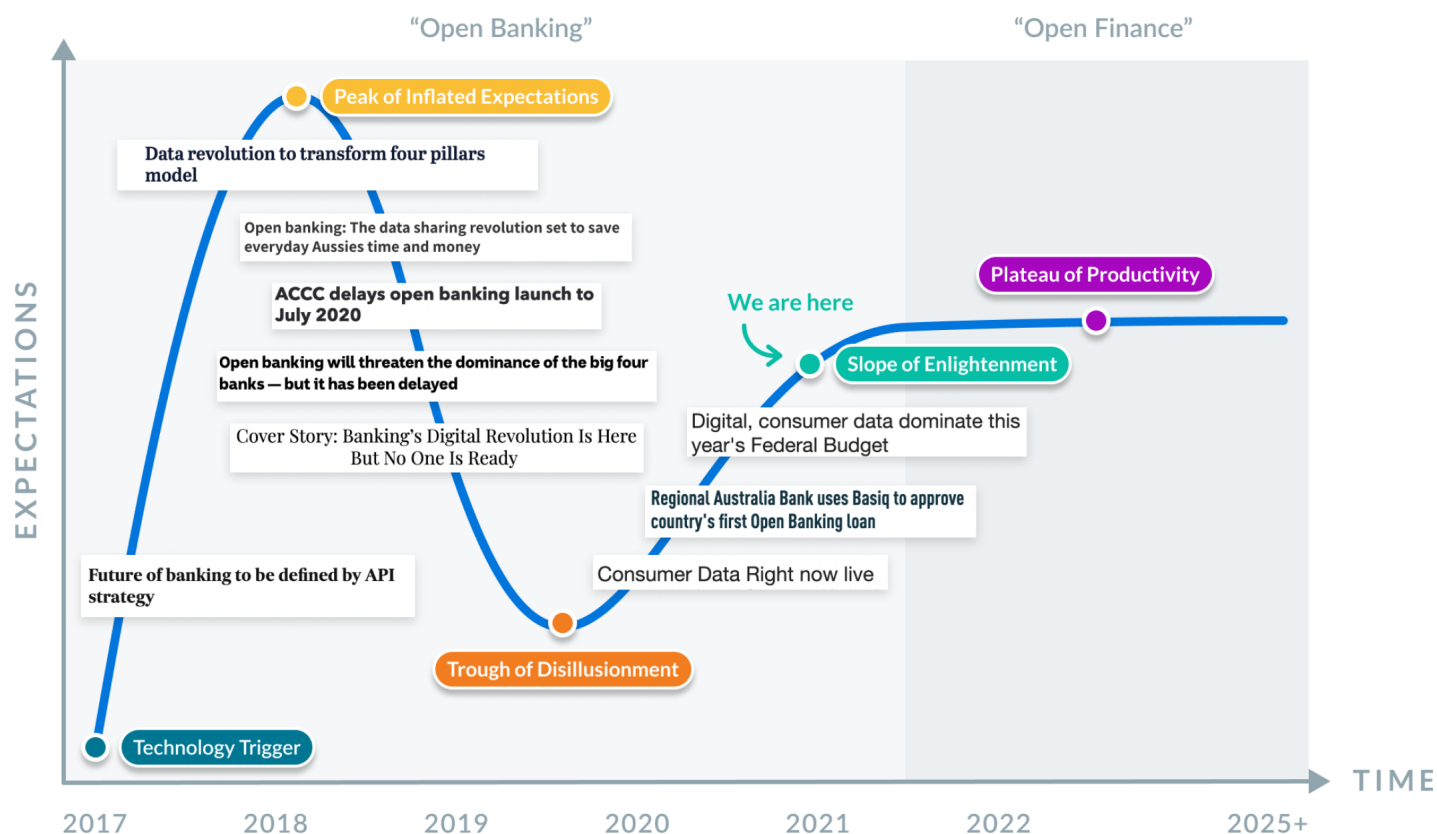 “Open Banking”
“Open Finance”
Peak of Inflated Expectations
Data revolution to transform four pillars
model
Open banking: The data sharing revolution set to save
everyday Aussies time and money
ACCC delays open banking launch to
July 2020
Open banking will threaten the dominance of the big four
banks — but it has been delayed
Cover Story: Banking’s Digital Revolution Is Here
But No One Is Ready
Future of banking to be defined by API
strategy
Technology Trigger
Trough of Disillusionment
Consumer Data Right now live
Regional Australia Bank uses Basiq to approve
country's first Open Banking loan
Digital, consumer data dominate this
year's Federal Budget
We are here
Slope of Enlightenment
Plateau of Productivity
EXPECTATIONS
TIME
2017
2018
2019
2020
2021
2022
2025+